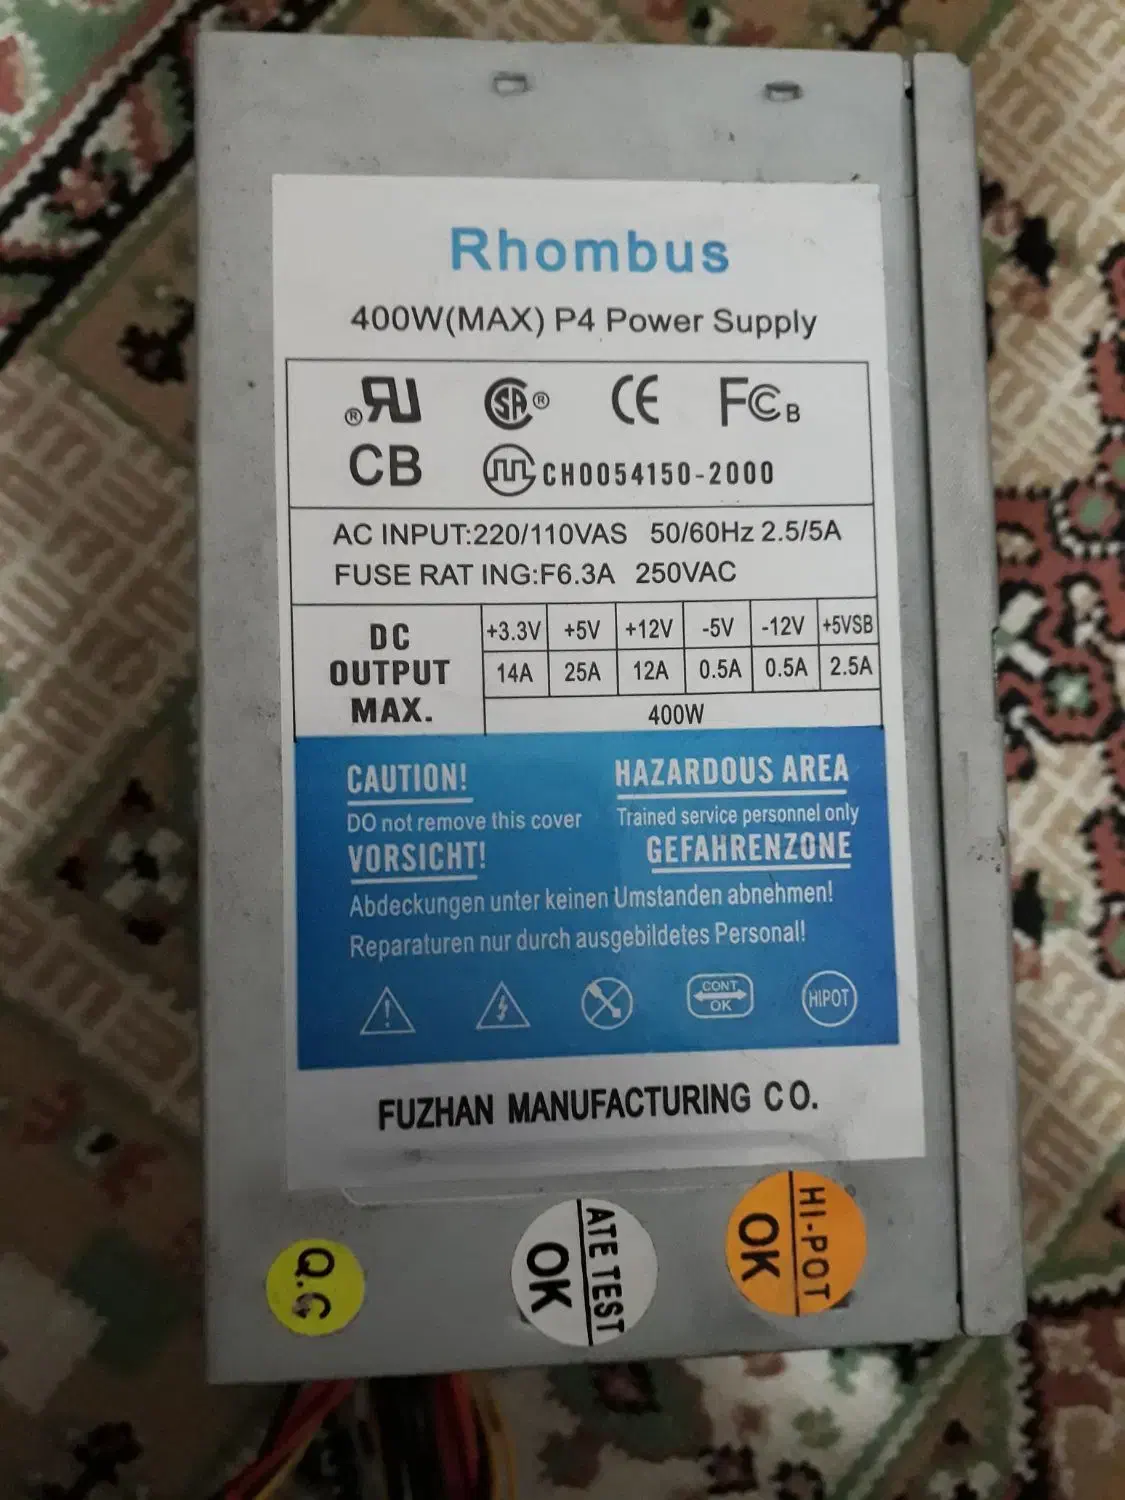 Rhombus
400W(MAX) P4 Power Supply
® RU SA® CE FC B
CB CH0054150-2000
AC INPUT:220/110VAS 50/60Hz 2.5/5A
FUSE RAT ING:F6.3A 250VAC
DC OUTPUT MAX.
+3.3V +5V +12V -5V -12V +5VSB
14A 25A 12A 0.5A 0.5A 2.5A
400W
CAUTION! HAZARDOUS AREA
DO not remove this cover Trained service personnel only
VORSICHT! GEFAHRENZONE
Abdeckungen unter keinen Umstanden abnehmen!
Reparaturen nur durch ausgebildetes Personal!
CONT OK HIPOT
FUZHAN MANUFACTURING CO.
Q.C
ATE TEST OK
HI-POT OK